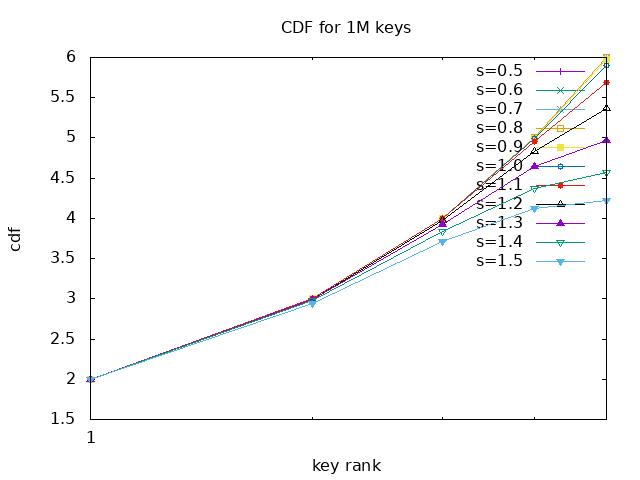 CDF for 1M keys
6
5.5
5
4.5
4
3.5
3
2.5
2
1.5
cdf
s=0.5
s=0.6
s=0.7
s=0.8
s=0.9
s=1.0
s=1.1
s=1.2
s=1.3
s=1.4
s=1.5
1
key rank